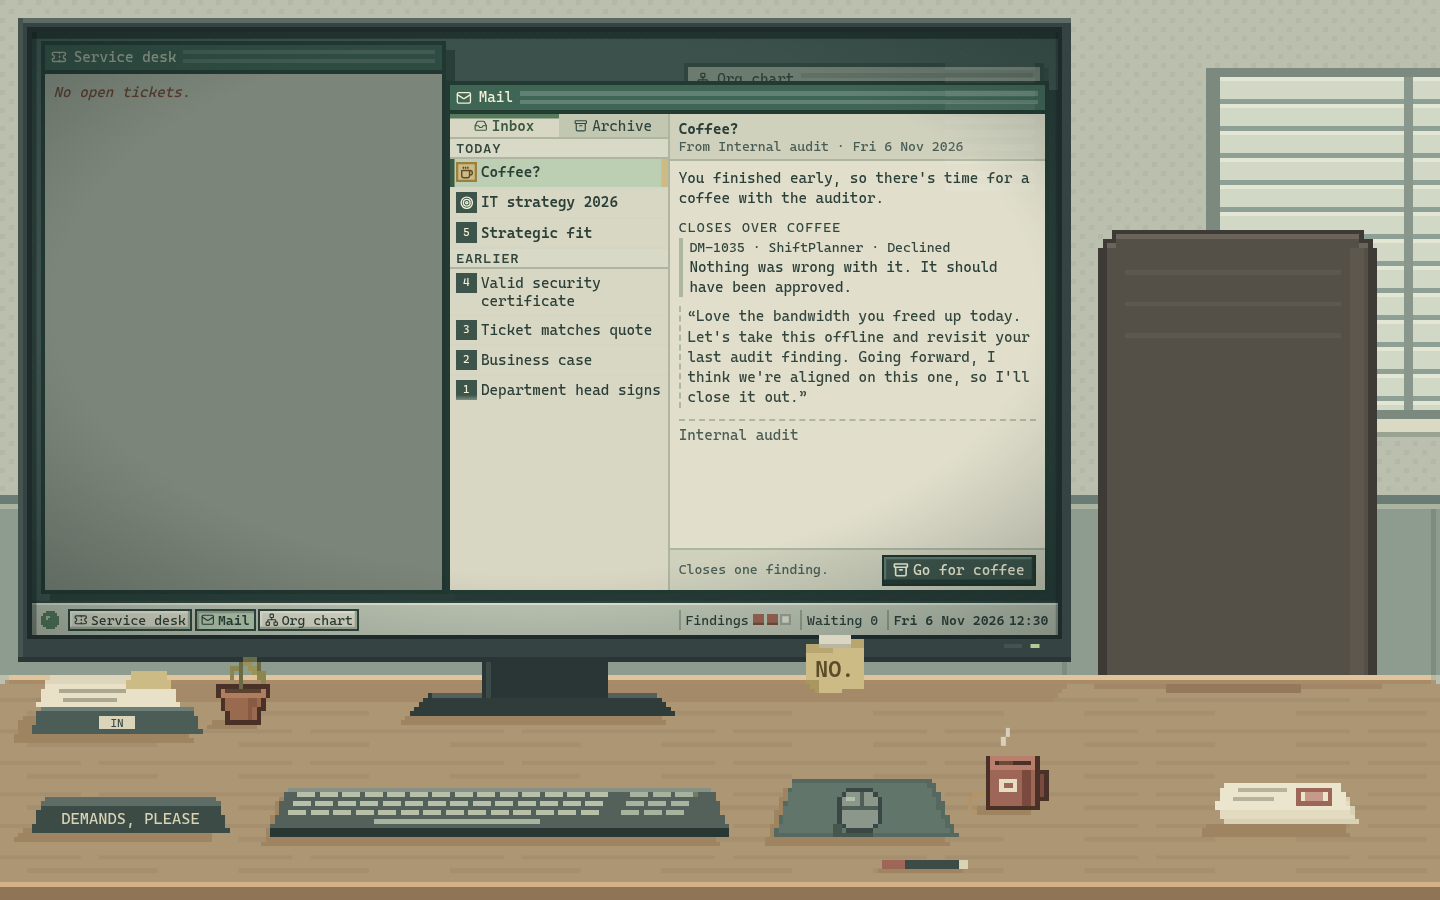 Service desk
No open tickets.
Org chart
Mail
Inbox
Archive
TODAY
Coffee?
IT strategy 2026
5 Strategic fit
EARLIER
4 Valid security
certificate
3 Ticket matches quote
2 Business case
1 Department head signs
Coffee?
From Internal audit · Fri 6 Nov 2026
You finished early, so there's time for a
coffee with the auditor.
CLOSES OVER COFFEE
DM-1035 · ShiftPlanner · Declined
Nothing was wrong with it. It should
have been approved.
“Love the bandwidth you freed up today.
Let's take this offline and revisit your
last audit finding. Going forward, I
think we're aligned on this one, so I'll
close it out.”
Internal audit
Closes one finding.
Go for coffee
Service desk
Mail
Org chart
Findings
Waiting 0
Fri 6 Nov 2026 12:30
NO.
IN
DEMANDS, PLEASE